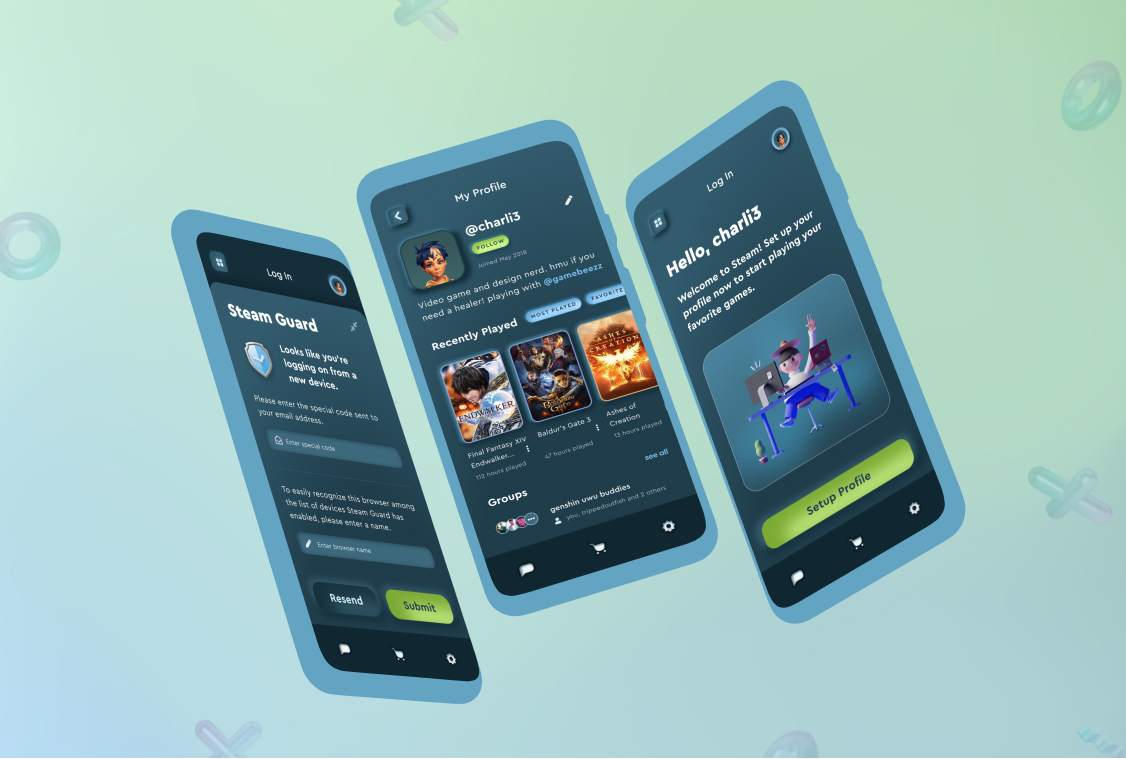 Log In
Steam Guard
Looks like you're
logging on from a
new device.
Please enter the special code sent to
your email address.
Enter special code
To easily recognize this browser among
the list of devices Steam Guard has
enabled, please enter a name.
Enter browser name
Resend
Submit
My Profile
@charli3
FOLLOW
Joined May 2018
Video game and design nerd. hmu if you
need a healer! playing with @gamebeezz
Recently Played
MOST PLAYED
FAVORITE
ENDWALKER
Baldur's Gate
ASHES
CREATION
Final Fantasy XIV
Endwalker...
112 hours played
Baldur's Gate 3
47 hours played
Ashes of
Creation
13 hours played
see all
Groups
genshin uwu buddies
you, trippedoutfish and 3 others
Log In
Hello, charli3
Welcome to Steam! Set up your
profile now to start playing your
favorite games.
Setup Profile